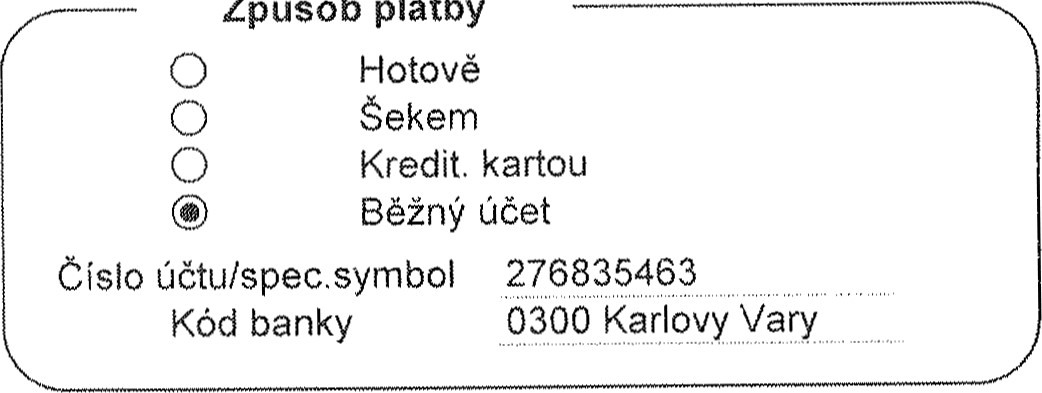 Způsob platby
Hotově
Šekem
Kredit. kartou
Běžný účet
Číslo účtu/spec.symbol 276835463
Kód banky 0300 Karlovy Vary